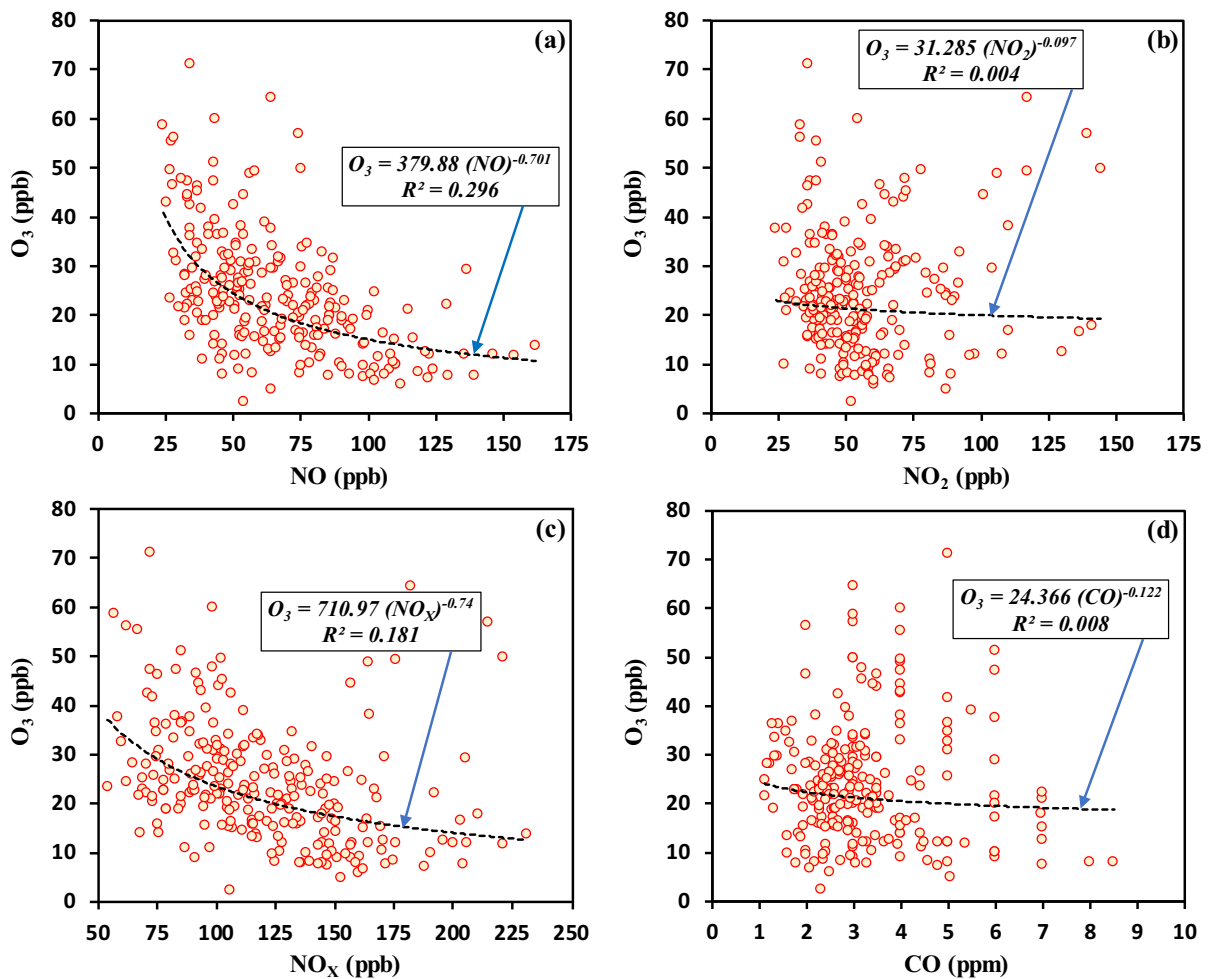 (a)
O₃ = 379.88 (NO)⁻⁰·⁷⁰¹
R² = 0.296
O₃ (ppb)
80
70
60
50
40
30
20
10
0
0 25 50 75 100 125 150 175
NO (ppb)
(b)
O₃ = 31.285 (NO₂)⁻⁰·⁰⁹⁷
R² = 0.004
O₃ (ppb)
80
70
60
50
40
30
20
10
0
0 25 50 75 100 125 150 175
NO₂ (ppb)
(c)
O₃ = 710.97 (NOₓ)⁻⁰·⁷⁴
R² = 0.181
O₃ (ppb)
80
70
60
50
40
30
20
10
0
50 75 100 125 150 175 200 225 250
NOₓ (ppb)
(d)
O₃ = 24.366 (CO)⁻⁰·¹²²
R² = 0.008
O₃ (ppb)
80
70
60
50
40
30
20
10
0
0 1 2 3 4 5 6 7 8 9 10
CO (ppm)